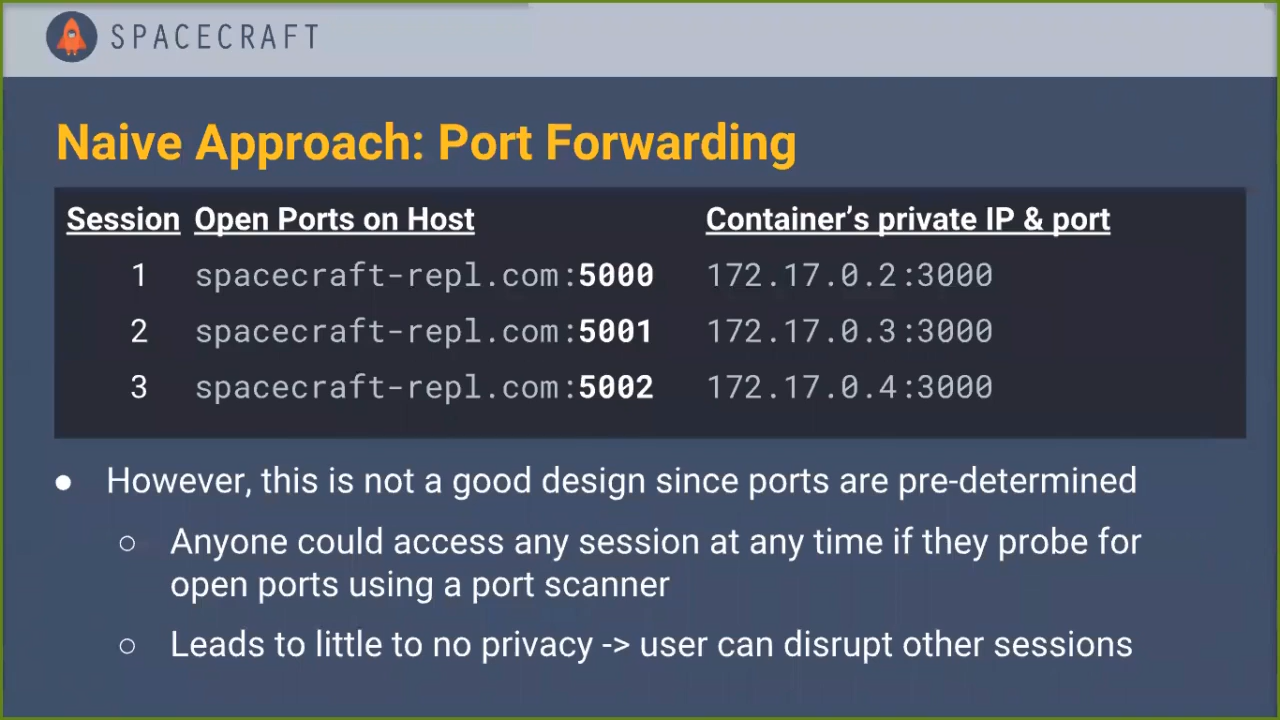 SPACECRAFT
Naive Approach: Port Forwarding
Session Open Ports on Host Container’s private IP & port
1 spacecraft-repl.com:5000 172.17.0.2:3000
2 spacecraft-repl.com:5001 172.17.0.3:3000
3 spacecraft-repl.com:5002 172.17.0.4:3000
● However, this is not a good design since ports are pre-determined
○ Anyone could access any session at any time if they probe for
open ports using a port scanner
○ Leads to little to no privacy -> user can disrupt other sessions